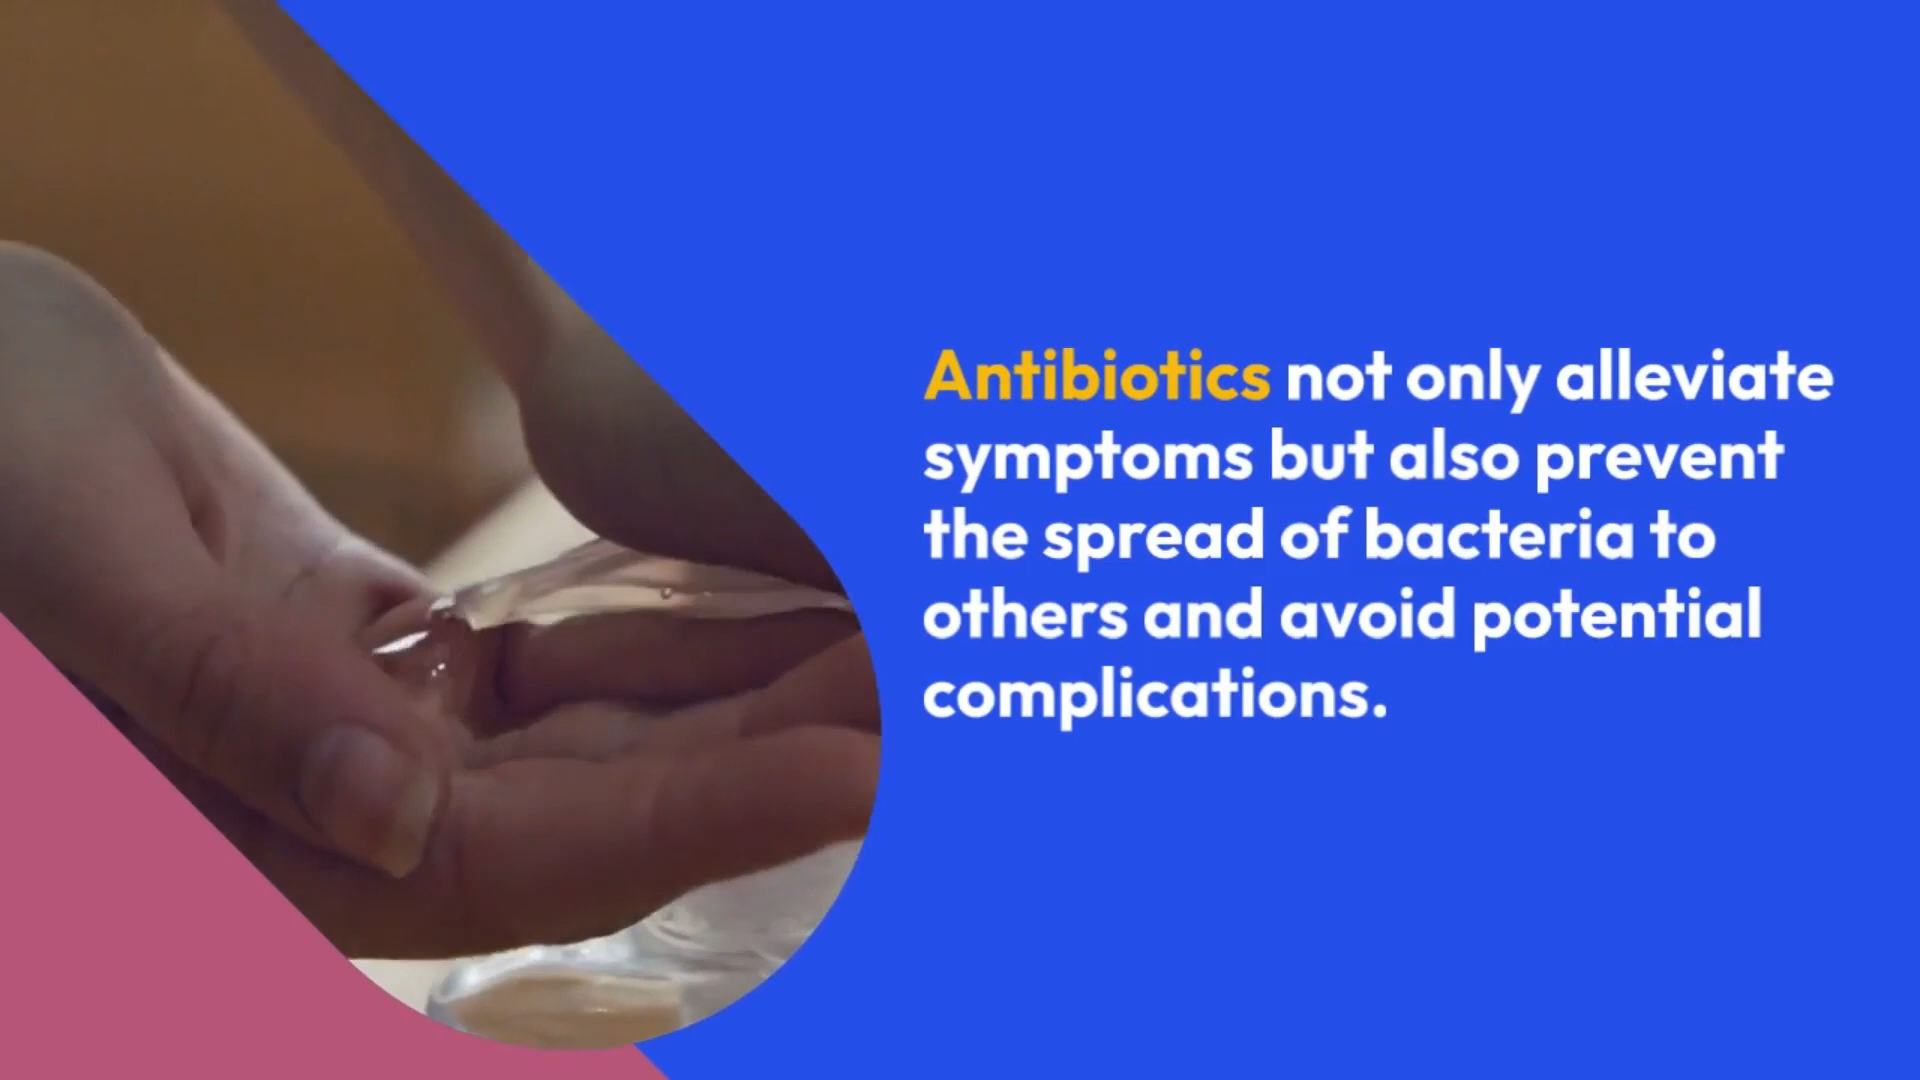 Antibiotics not only alleviate
symptoms but also prevent
the spread of bacteria to
others and avoid potential
complications.